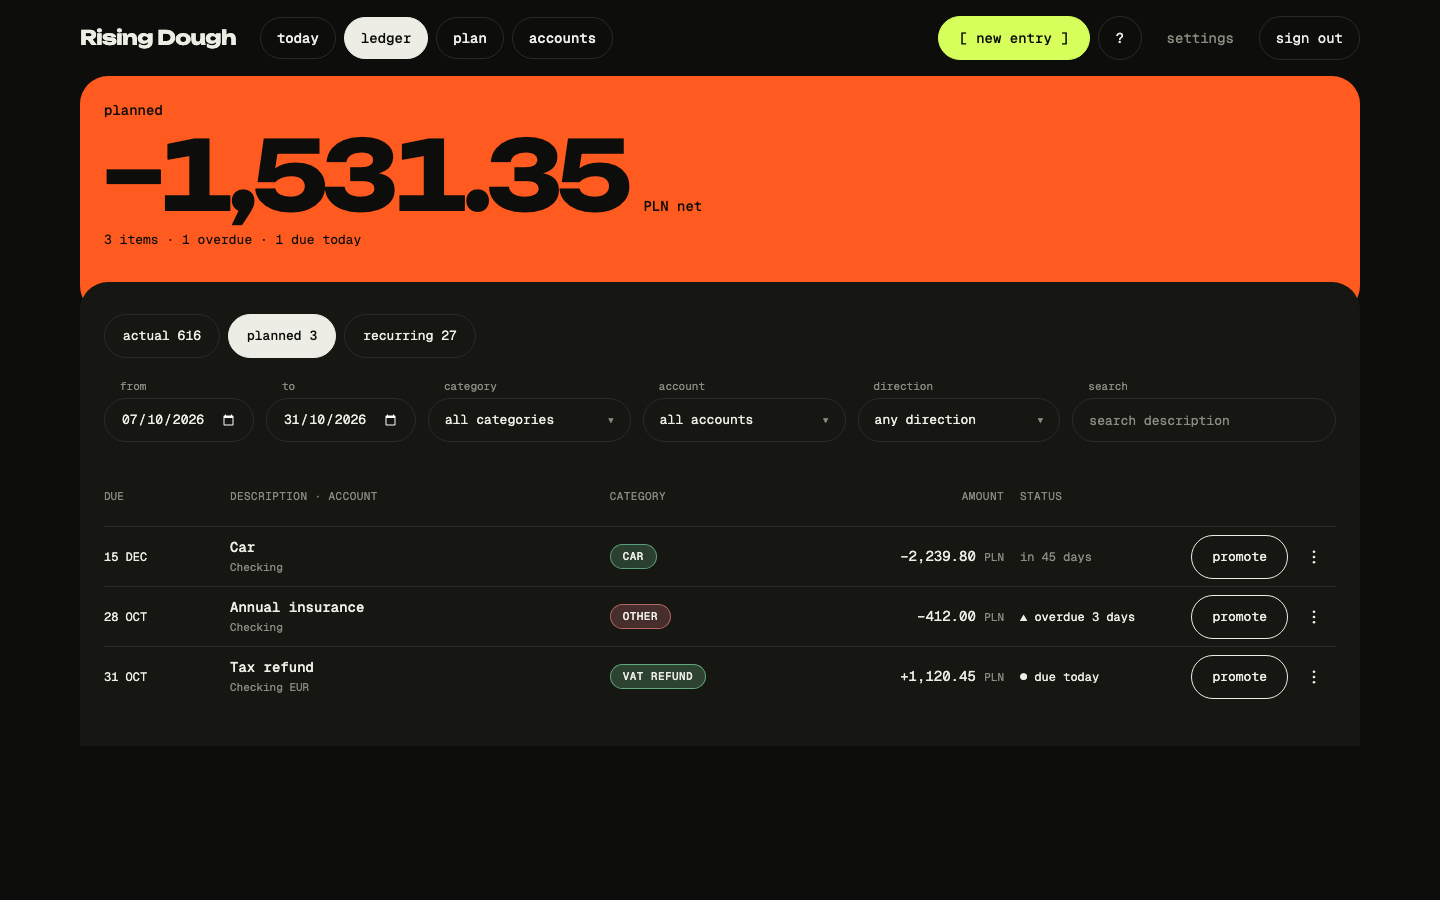 Rising Dough today ledger plan accounts [ new entry ] ? settings sign out
planned
−1,531.35 PLN net
3 items · 1 overdue · 1 due today
actual 616 planned 3 recurring 27
from to category account direction search
07/10/2026 31/10/2026 all categories all accounts any direction search description
DUE DESCRIPTION · ACCOUNT CATEGORY AMOUNT STATUS
15 DEC Car CAR −2,239.80 PLN in 45 days promote
Checking
28 OCT Annual insurance OTHER −412.00 PLN ▲ overdue 3 days promote
Checking
31 OCT Tax refund VAT REFUND +1,120.45 PLN ● due today promote
Checking EUR